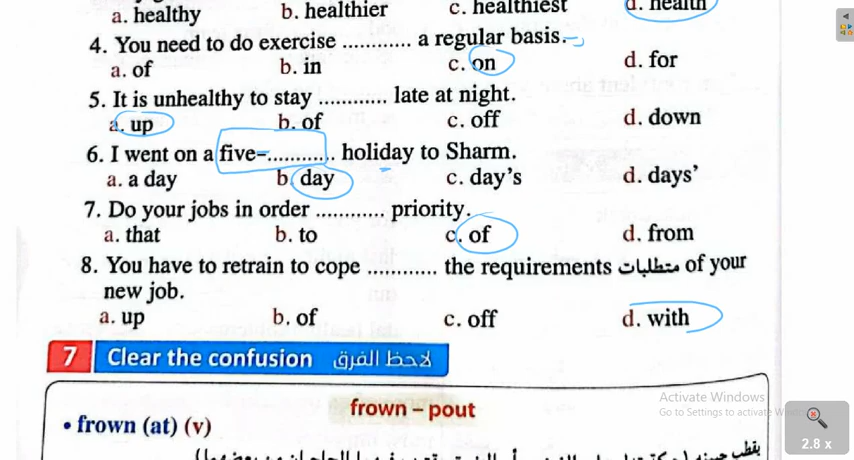 a. healthy b. healthier c. healthiest d. health
4. You need to do exercise ............ a regular basis.
a. of b. in c. on d. for
5. It is unhealthy to stay ............ late at night.
a. up b. of c. off d. down
6. I went on a five-............ holiday to Sharm.
a. a day b. day c. day's d. days'
7. Do your jobs in order ............ priority.
a. that b. to c. of d. from
8. You have to retrain to cope ............ the requirements متطلبات of your
new job.
a. up b. of c. off d. with
7 Clear the confusion لاحظ الفرق
frown – pout
• frown (at) (v)
Activate Windows
Go to Settings to activate
2.8 x